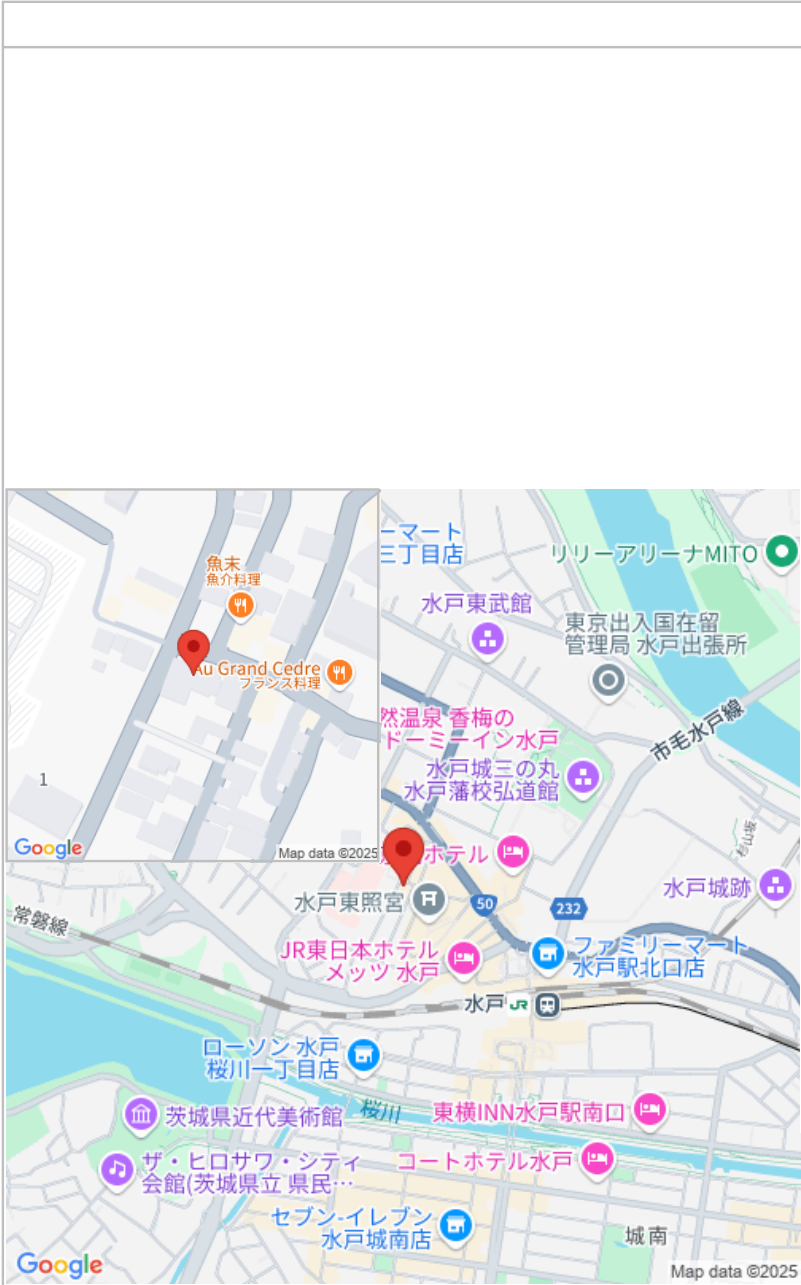 魚末
魚介料理
Au Grand Cedre
フランス料理
1
Google
Map data ©2025
ーマート
三丁目店
リリーアリーナMITO
水戸東武館
東京出入国在留
管理局 水戸出張所
然温泉 香梅の
ドーミーイン水戸
市毛水戸線
水戸城三の丸
水戸藩校弘道館
杉山坂
ホテル
水戸城跡
水戸東照宮
50
232
常磐線
JR東日本ホテル
メッツ 水戸
ファミリーマート
水戸駅北口店
水戸
JR
ローソン 水戸
桜川一丁目店
茨城県近代美術館
桜川
東横INN水戸駅南口
ザ・ヒロサワ・シティ
会館(茨城県立 県民…
コートホテル水戸
セブン-イレブン
水戸城南店
城南
Google
Map data ©2025